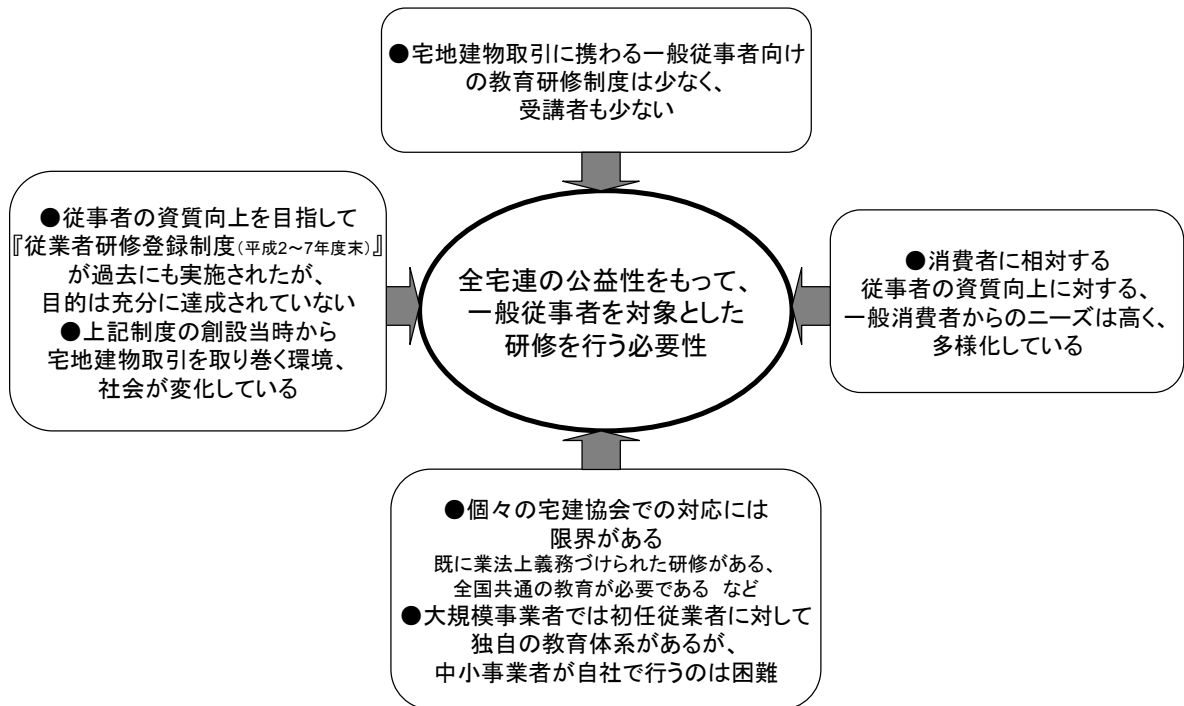 ●宅地建物取引に携わる一般従事者向け
の教育研修制度は少なく、
受講者も少ない
●従事者の資質向上を目指して
『従業者研修登録制度(平成2～7年度末)』
が過去にも実施されたが、
目的は充分に達成されていない
●上記制度の創設当時から
宅地建物取引を取り巻く環境、
社会が変化している
全宅連の公益性をもって、
一般従事者を対象とした
研修を行う必要性
●消費者に相対する
従事者の資質向上に対する、
一般消費者からのニーズは高く、
多様化している
●個々の宅建協会での対応には
限界がある
既に業法上義務づけられた研修がある、
全国共通の教育が必要である など
●大規模事業者では初任従業者に対して
独自の教育体系があるが、
中小事業者が自社で行うのは困難